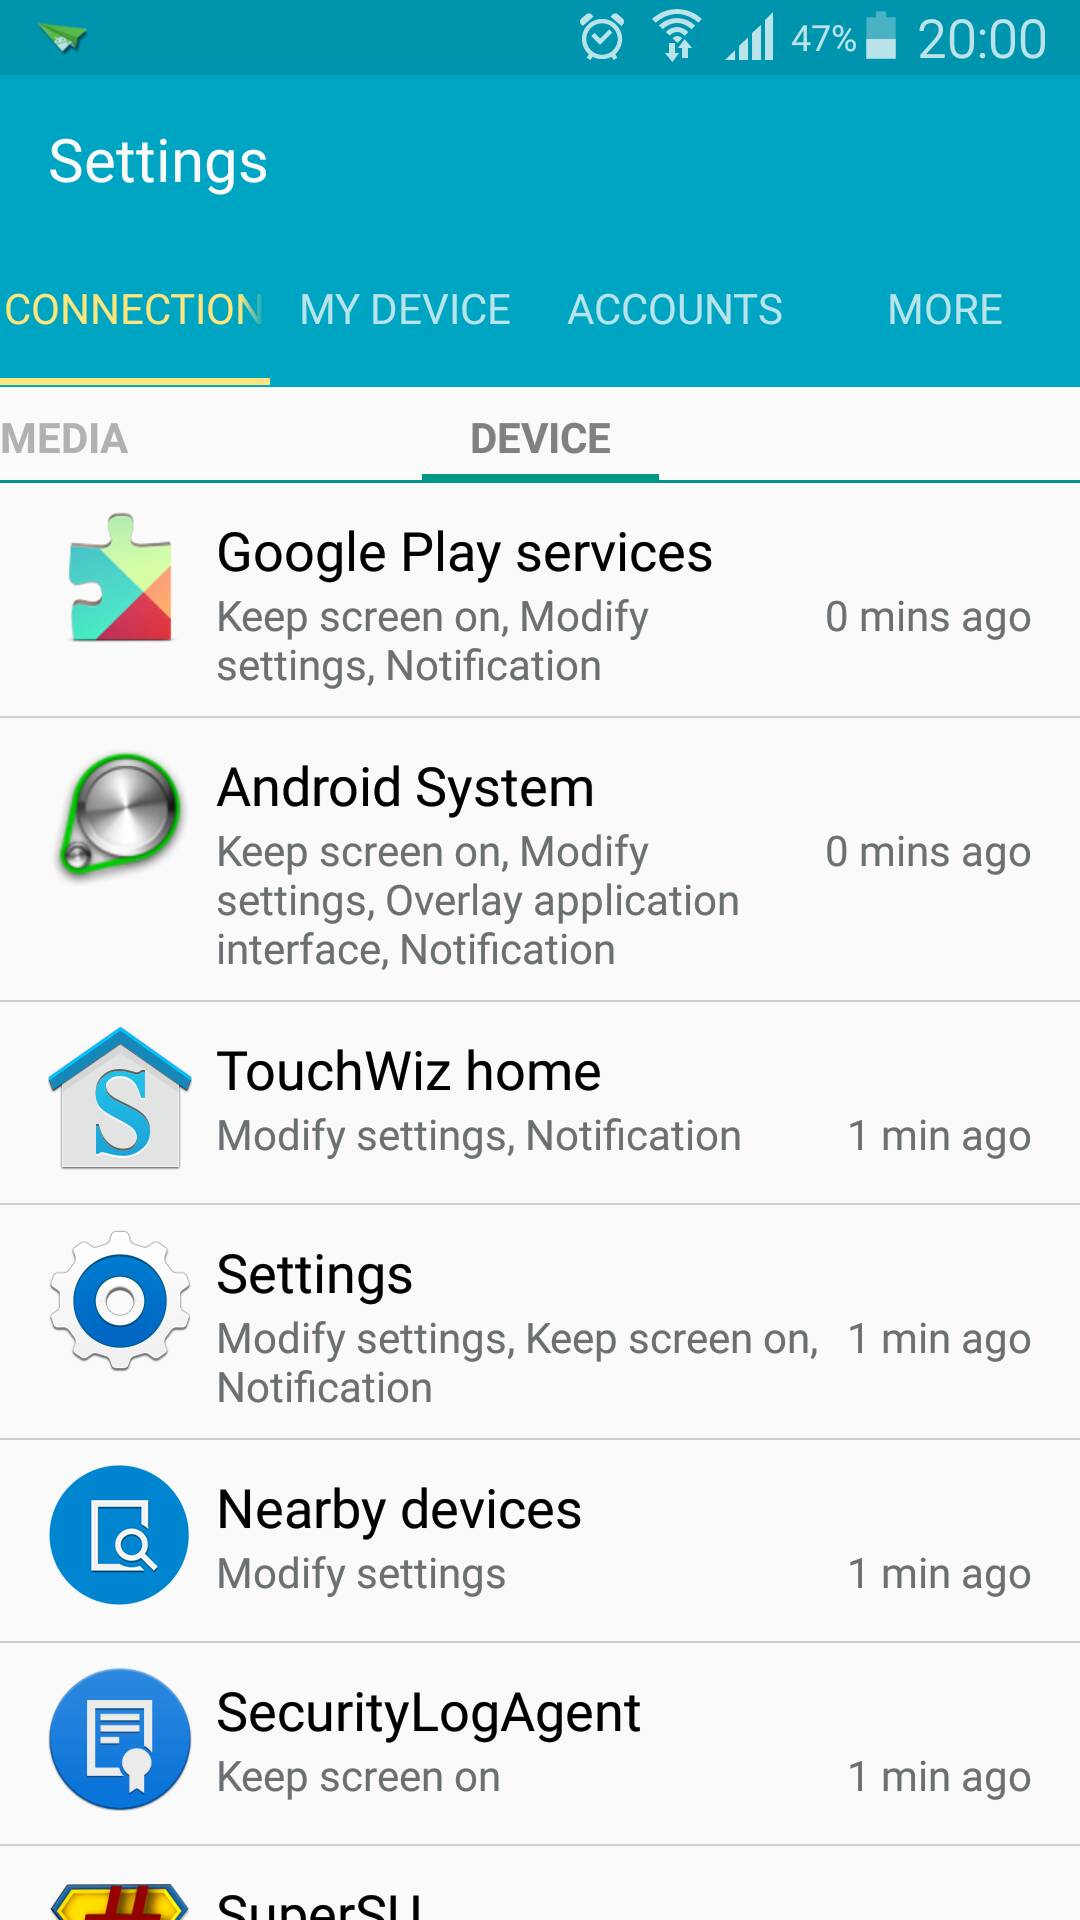 47% 20:00
Settings
CONNECTION MY DEVICE ACCOUNTS MORE
MEDIA DEVICE
Google Play services
Keep screen on, Modify 0 mins ago
settings, Notification
Android System
Keep screen on, Modify 0 mins ago
settings, Overlay application
interface, Notification
S
TouchWiz home
Modify settings, Notification 1 min ago
Settings
Modify settings, Keep screen on, 1 min ago
Notification
Nearby devices
Modify settings 1 min ago
SecurityLogAgent
Keep screen on 1 min ago
SuperSU